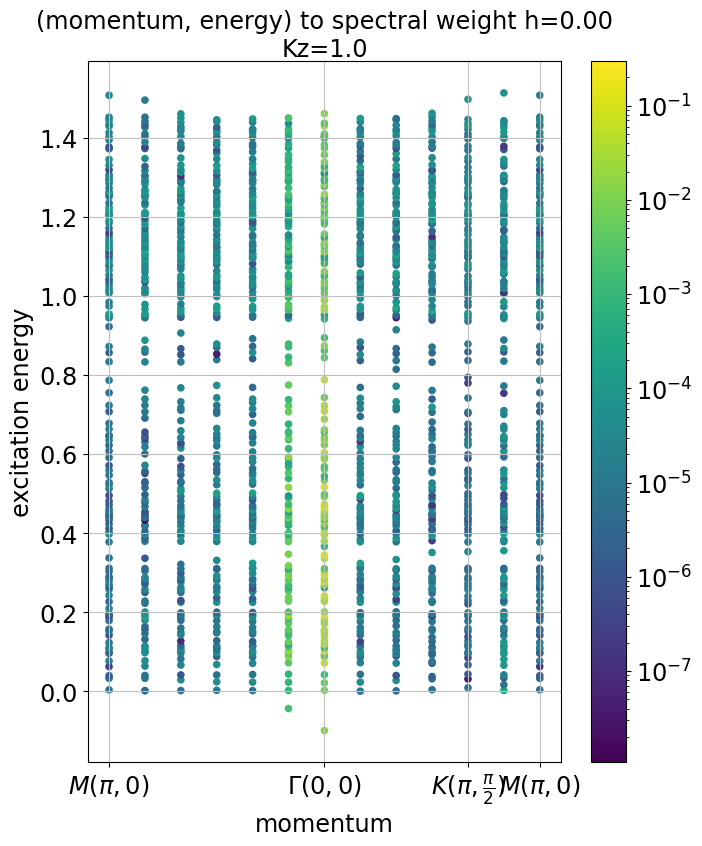 (momentum, energy) to spectral weight h=0.00
Kz=1.0
excitation energy
1.4
1.2
1.0
0.8
0.6
0.4
0.2
0.0
M(π, 0)
Γ(0, 0)
K(π, π/2)
M(π, 0)
momentum
10⁻¹
10⁻²
10⁻³
10⁻⁴
10⁻⁵
10⁻⁶
10⁻⁷